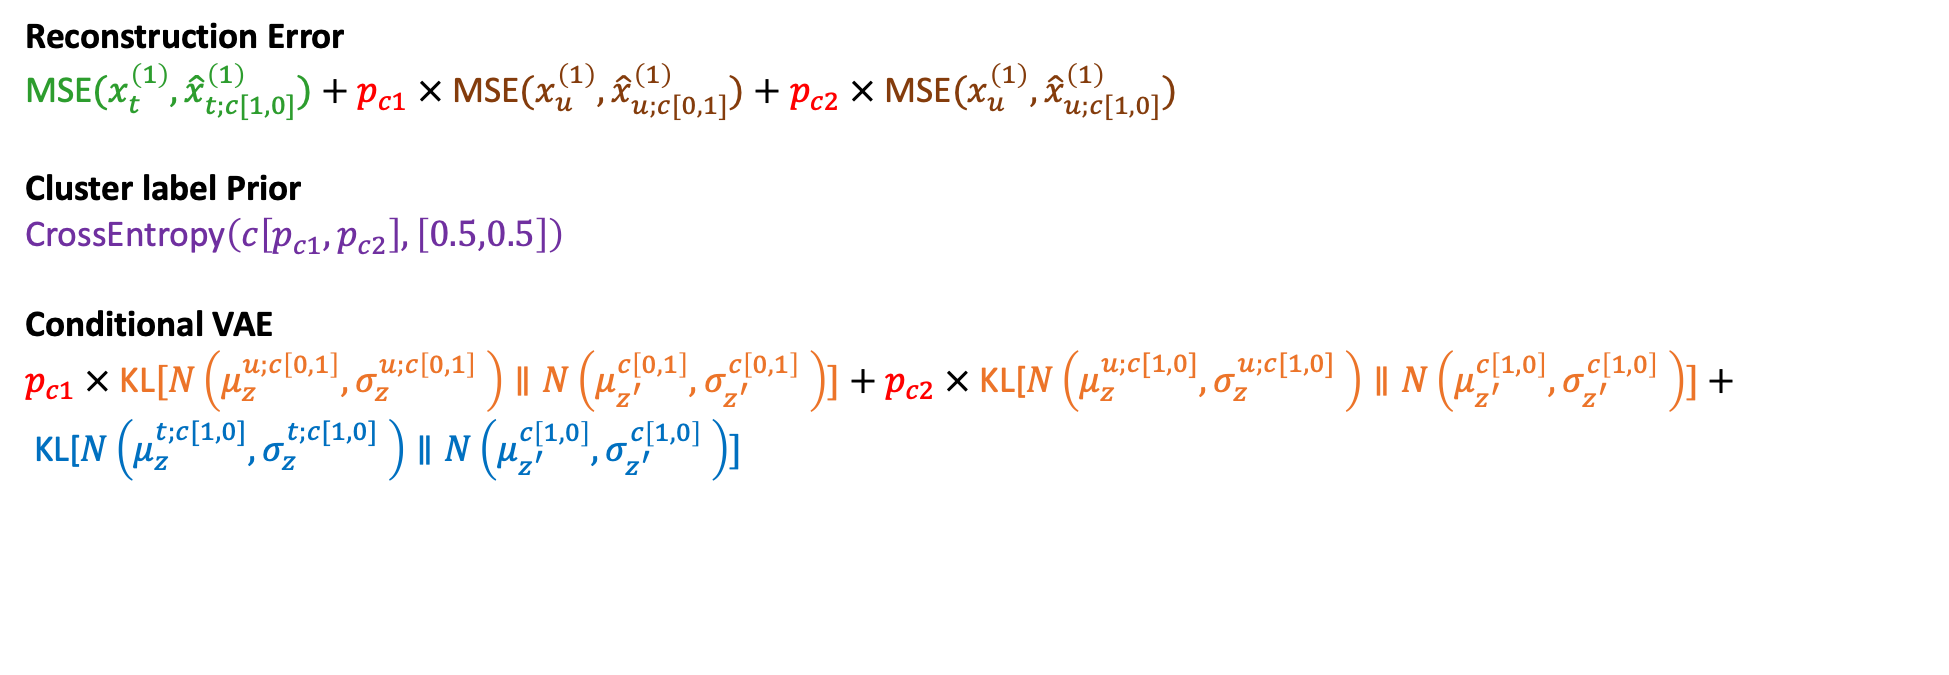 Reconstruction Error
MSE(x_t^{(1)}, x̂_{t;c[1,0]}^{(1)}) + p_{c1} × MSE(x_u^{(1)}, x̂_{u;c[0,1]}^{(1)}) + p_{c2} × MSE(x_u^{(1)}, x̂_{u;c[1,0]}^{(1)})
Cluster label Prior
CrossEntropy(c[p_{c1}, p_{c2}], [0.5,0.5])
Conditional VAE
p_{c1} × KL[N(μ_z^{u;c[0,1]}, σ_z^{u;c[0,1]}) ∥ N(μ_{z′}^{c[0,1]}, σ_{z′}^{c[0,1]})] + p_{c2} × KL[N(μ_z^{u;c[1,0]}, σ_z^{u;c[1,0]}) ∥ N(μ_{z′}^{c[1,0]}, σ_{z′}^{c[1,0]})] +
KL[N(μ_z^{t;c[1,0]}, σ_z^{t;c[1,0]}) ∥ N(μ_{z′}^{c[1,0]}, σ_{z′}^{c[1,0]})]